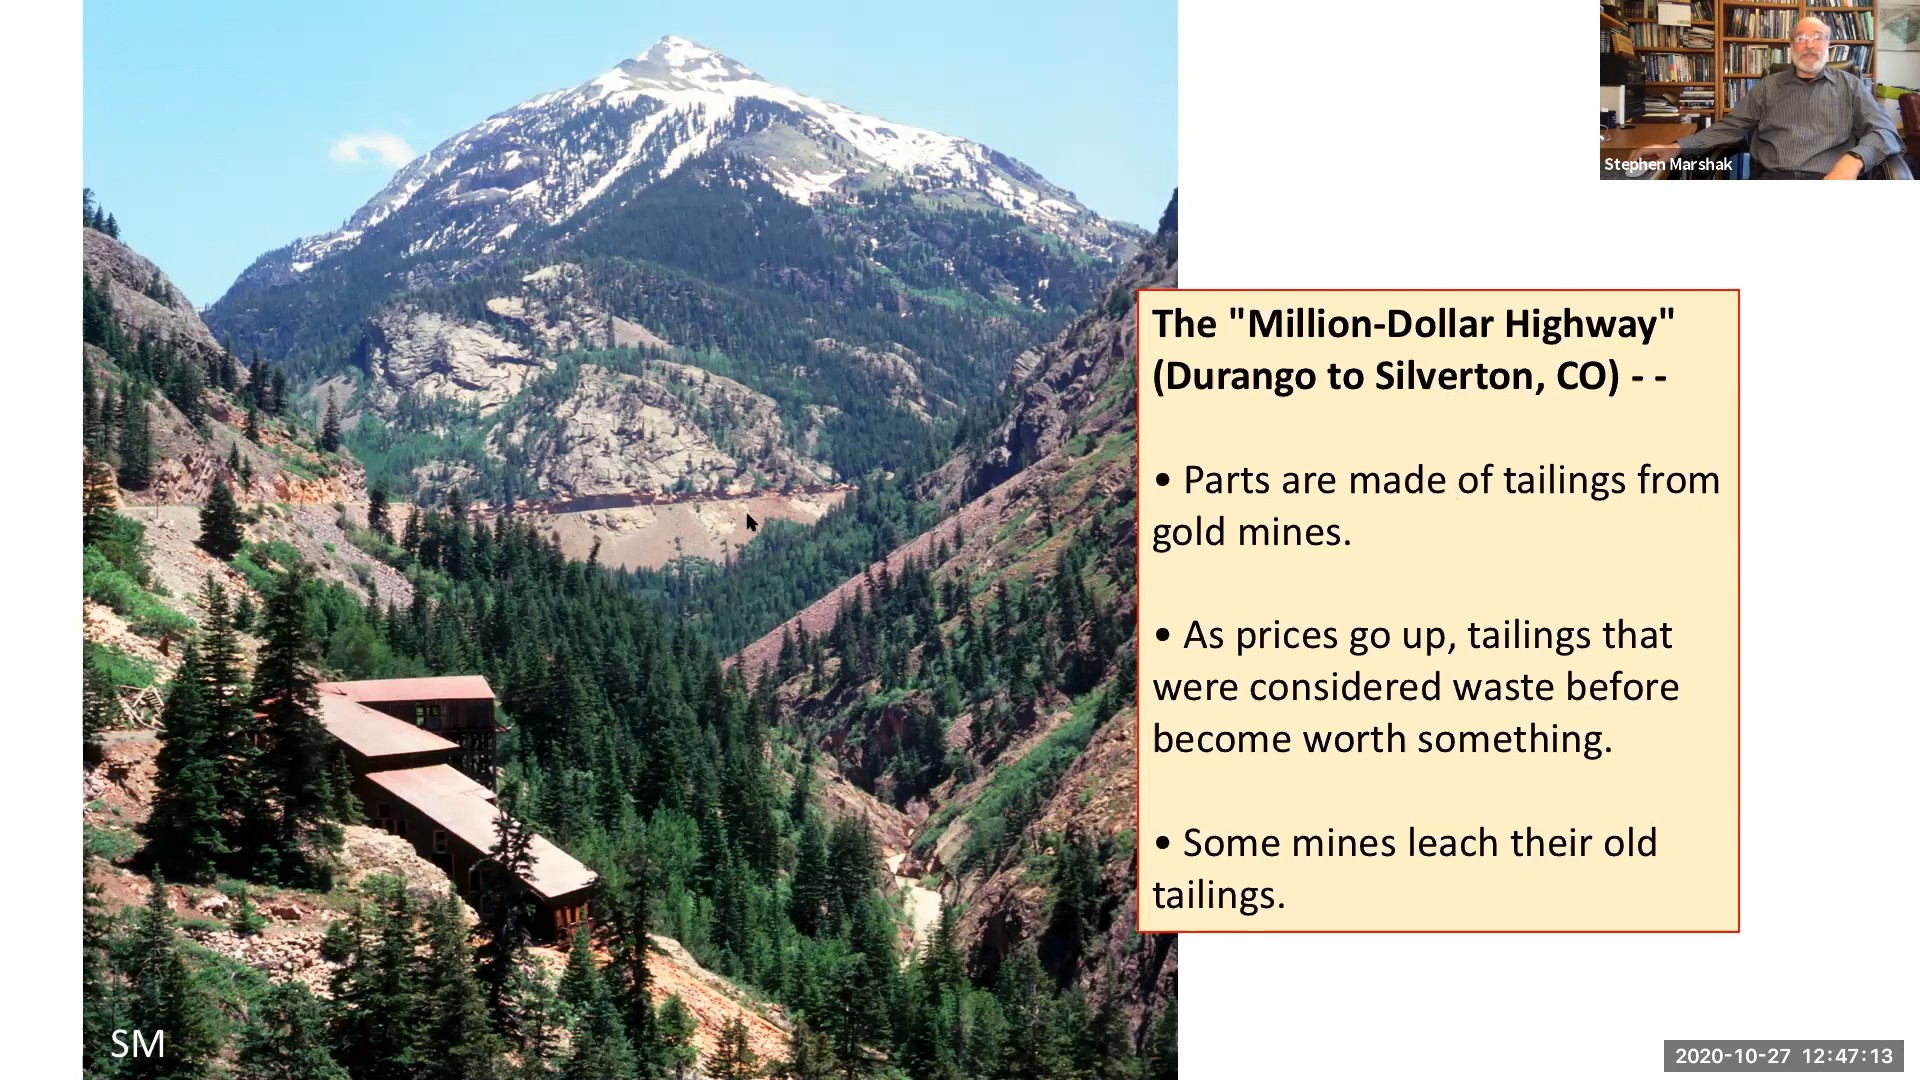 Stephen Marshak
The "Million-Dollar Highway"
(Durango to Silverton, CO) - -
• Parts are made of tailings from
gold mines.
• As prices go up, tailings that
were considered waste before
become worth something.
• Some mines leach their old
tailings.
SM
2020-10-27 12:47:13